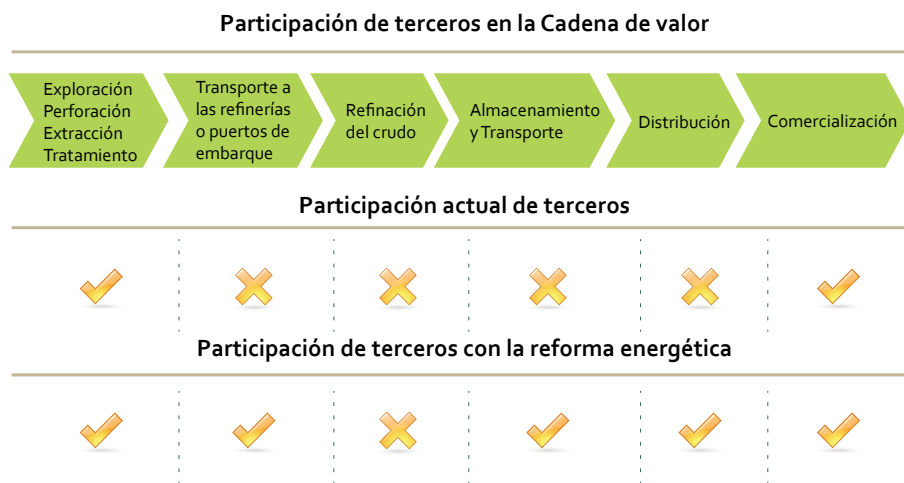 Participación de terceros en la Cadena de valor
Exploración
Perforación
Extracción
Tratamiento
Transporte a
las refinerías
o puertos de
embarque
Refinación
del crudo
Almacenamiento
y Transporte
Distribución
Comercialización
Participación actual de terceros
Participación de terceros con la reforma energética